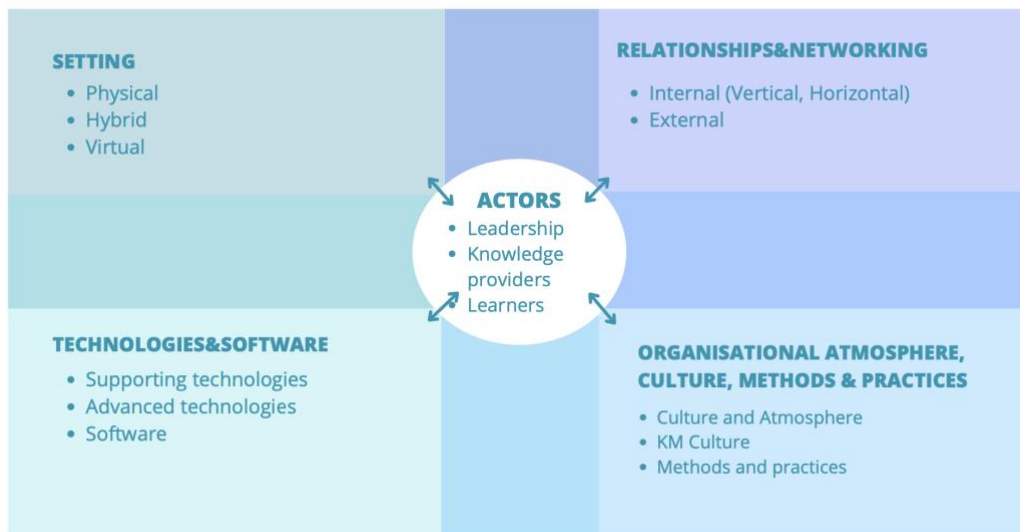 SETTING
• Physical
• Hybrid
• Virtual
RELATIONSHIPS&NETWORKING
• Internal (Vertical, Horizontal)
• External
ACTORS
• Leadership
• Knowledge
providers
• Learners
TECHNOLOGIES&SOFTWARE
• Supporting technologies
• Advanced technologies
• Software
ORGANISATIONAL ATMOSPHERE,
CULTURE, METHODS & PRACTICES
• Culture and Atmosphere
• KM Culture
• Methods and practices